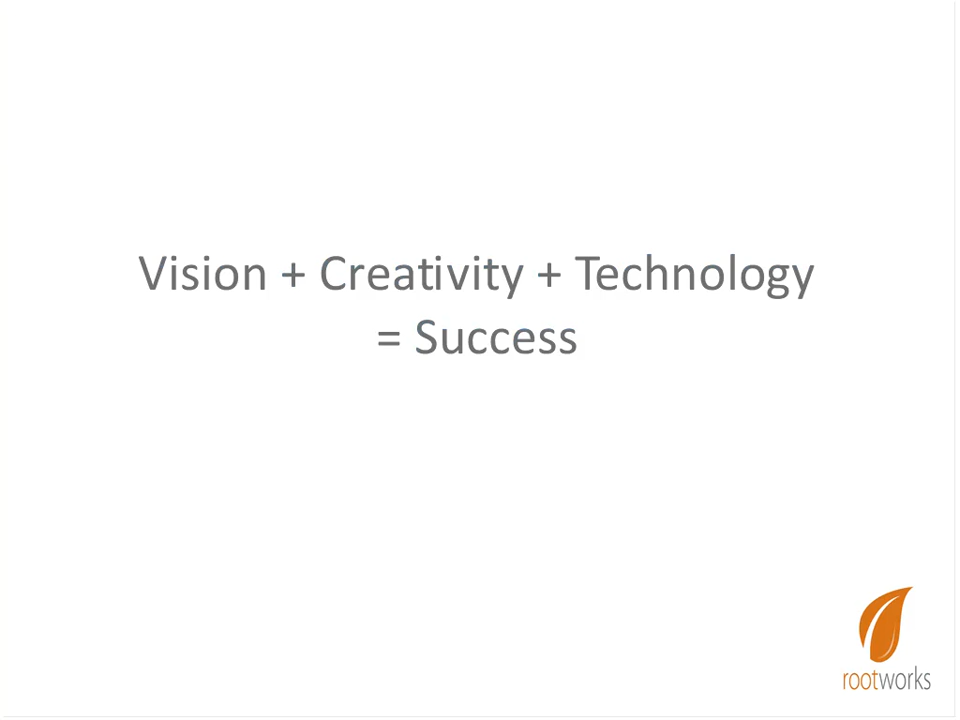 Vision + Creativity + Technology
= Success
rootworks